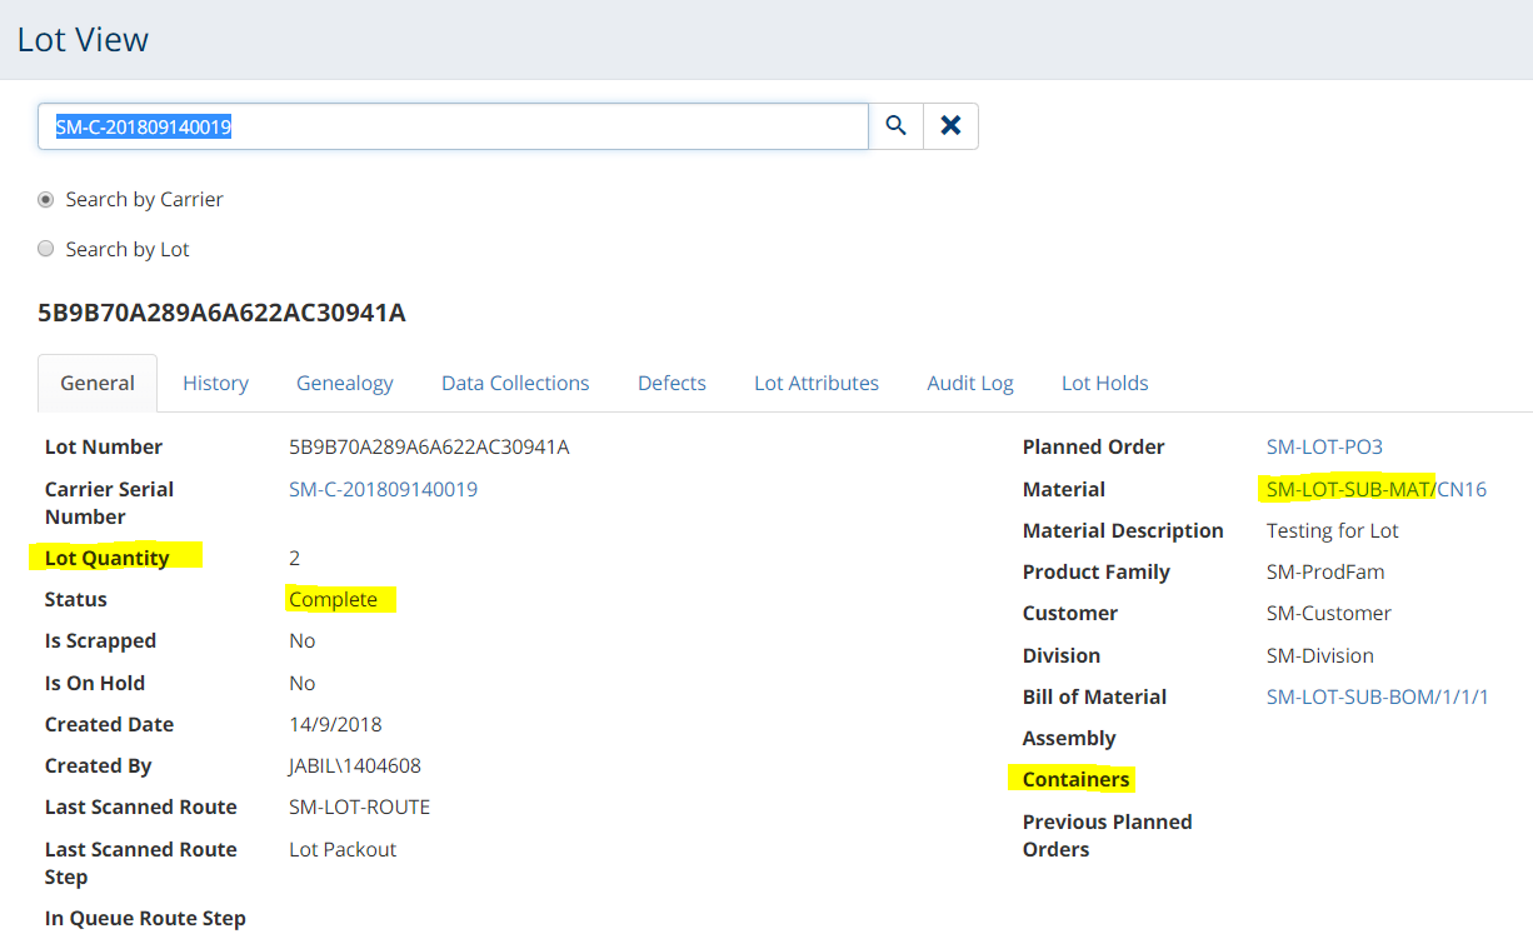 Lot View
SM-C-201809140019
Search by Carrier
Search by Lot
5B9B70A289A6A622AC30941A
General History Genealogy Data Collections Defects Lot Attributes Audit Log Lot Holds
Lot Number 5B9B70A289A6A622AC30941A
Carrier Serial SM-C-201809140019
Number
Lot Quantity 2
Status Complete
Is Scrapped No
Is On Hold No
Created Date 14/9/2018
Created By JABIL\1404608
Last Scanned Route SM-LOT-ROUTE
Last Scanned Route Lot Packout
Step
In Queue Route Step
Planned Order SM-LOT-PO3
Material SM-LOT-SUB-MAT/CN16
Material Description Testing for Lot
Product Family SM-ProdFam
Customer SM-Customer
Division SM-Division
Bill of Material SM-LOT-SUB-BOM/1/1/1
Assembly
Containers
Previous Planned
Orders